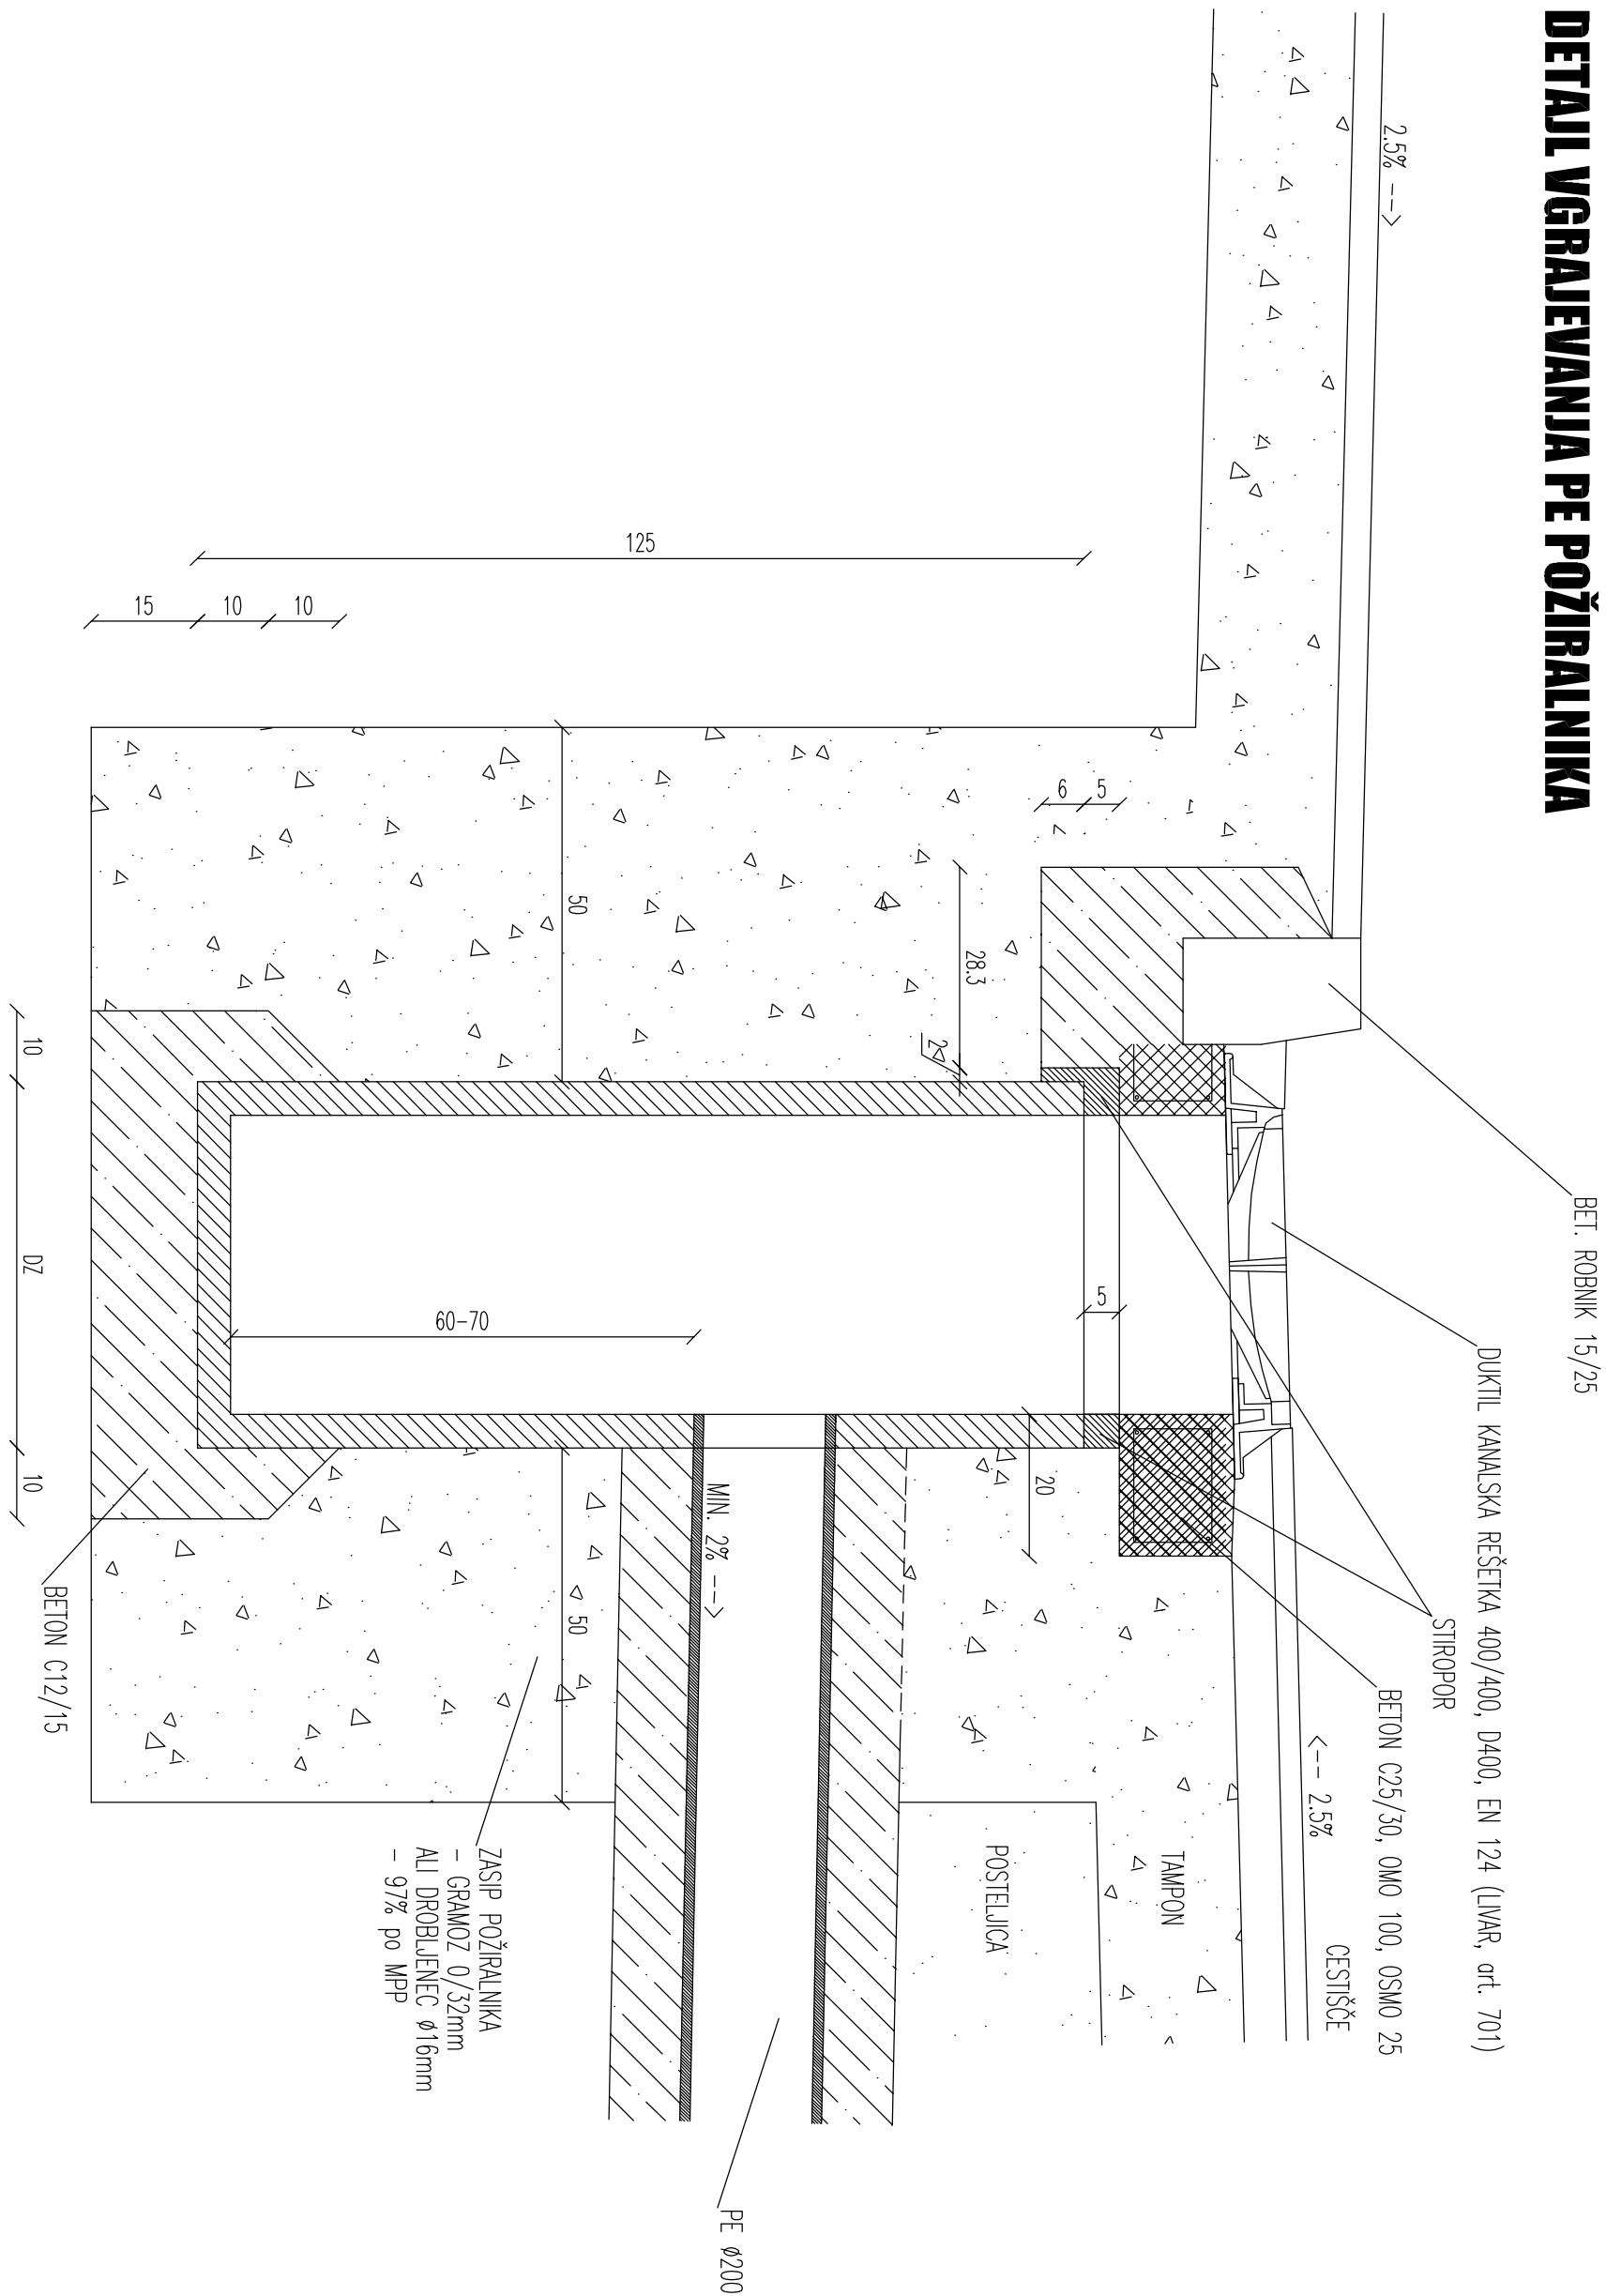 DETAJL VGRAJEVANJA PE POŽIRALNIKA
BET. ROBNIK 15/25
DUKTIL KANALSKA REŠETKA 400/400, D400, EN 124 (LIVAR, art. 701)
STIROPOR
BETON C25/30, OMO 100, OSMO 25
2.5% -->
<-- 2.5%
CESTIŠČE
TAMPON
POSTELJICA
6
5
28.3
2
5
20
125
50
60-70
MIN. 2% -->
PE Ø200
50
ZASIP POŽIRALNIKA
- GRAMOZ 0/32mm
ALI DROBLJENEC Ø16mm
- 97% po MPP
15
10
10
BETON C12/15
10
DZ
10